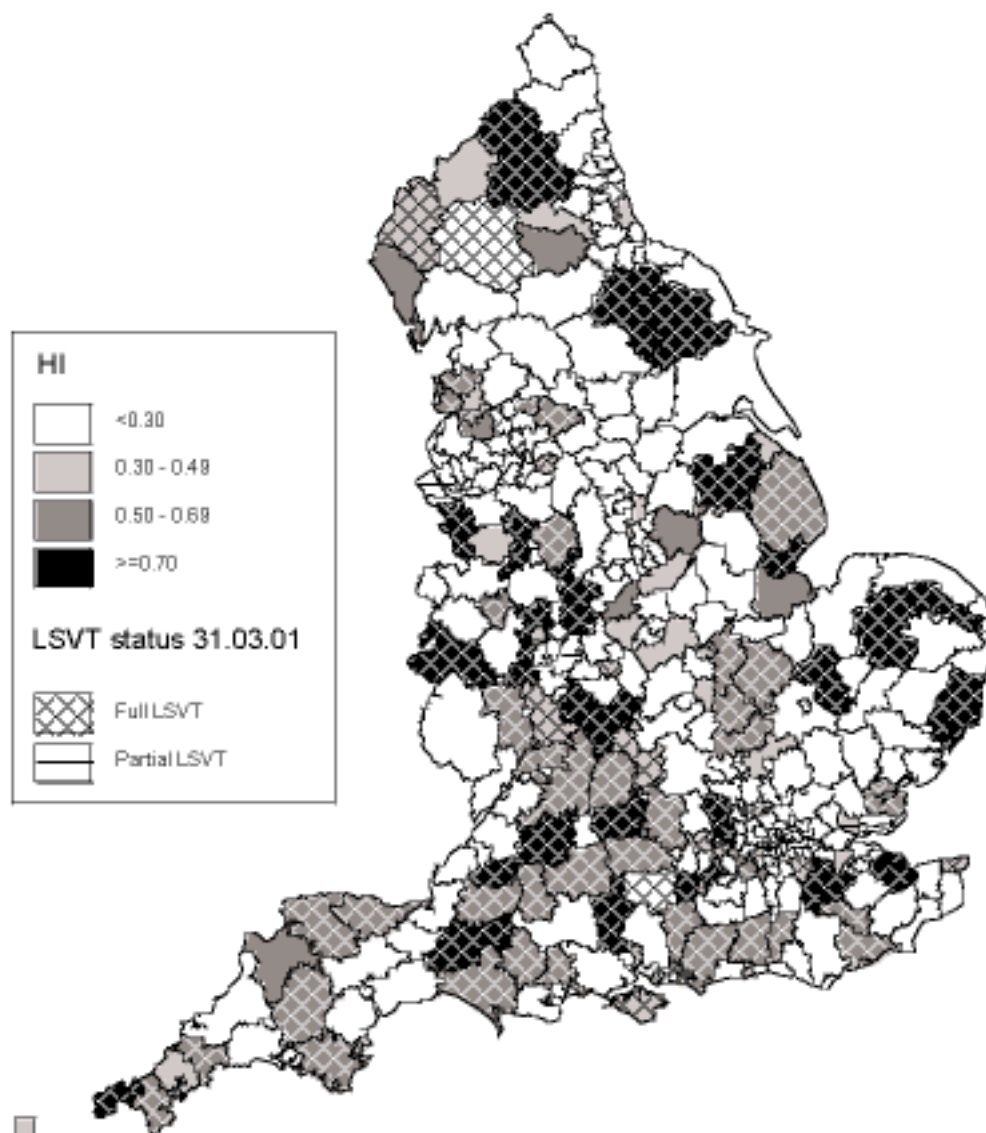 HI
<0.30
0.30 - 0.49
0.50 - 0.69
>=0.70
LSVT status 31.03.01
Full LSVT
Partial LSVT